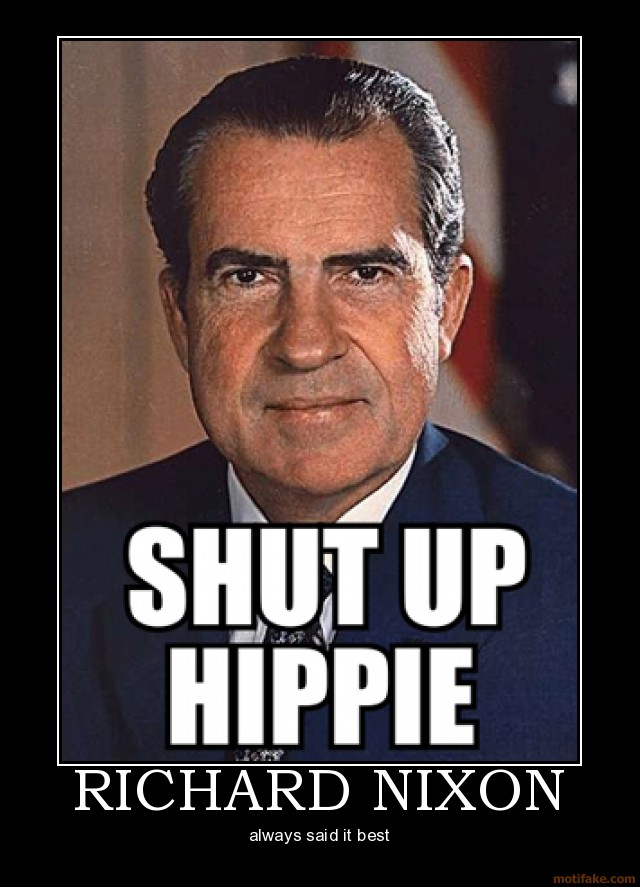 SHUT UP
HIPPIE
RICHARD NIXON
always said it best
motifake.com